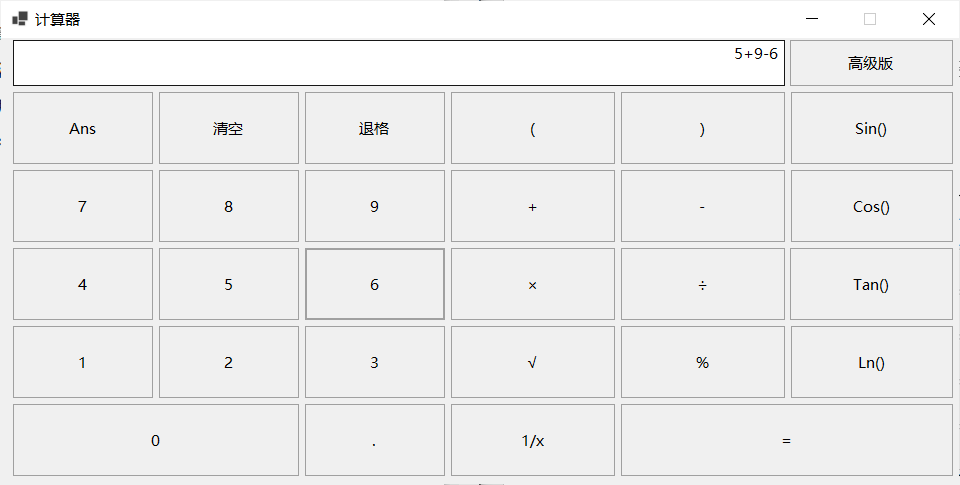 计算器
5+9-6
高级版
Ans 清空 退格 ( ) Sin()
7 8 9 + - Cos()
4 5 6 × ÷ Tan()
1 2 3 √ % Ln()
0 . 1/x =